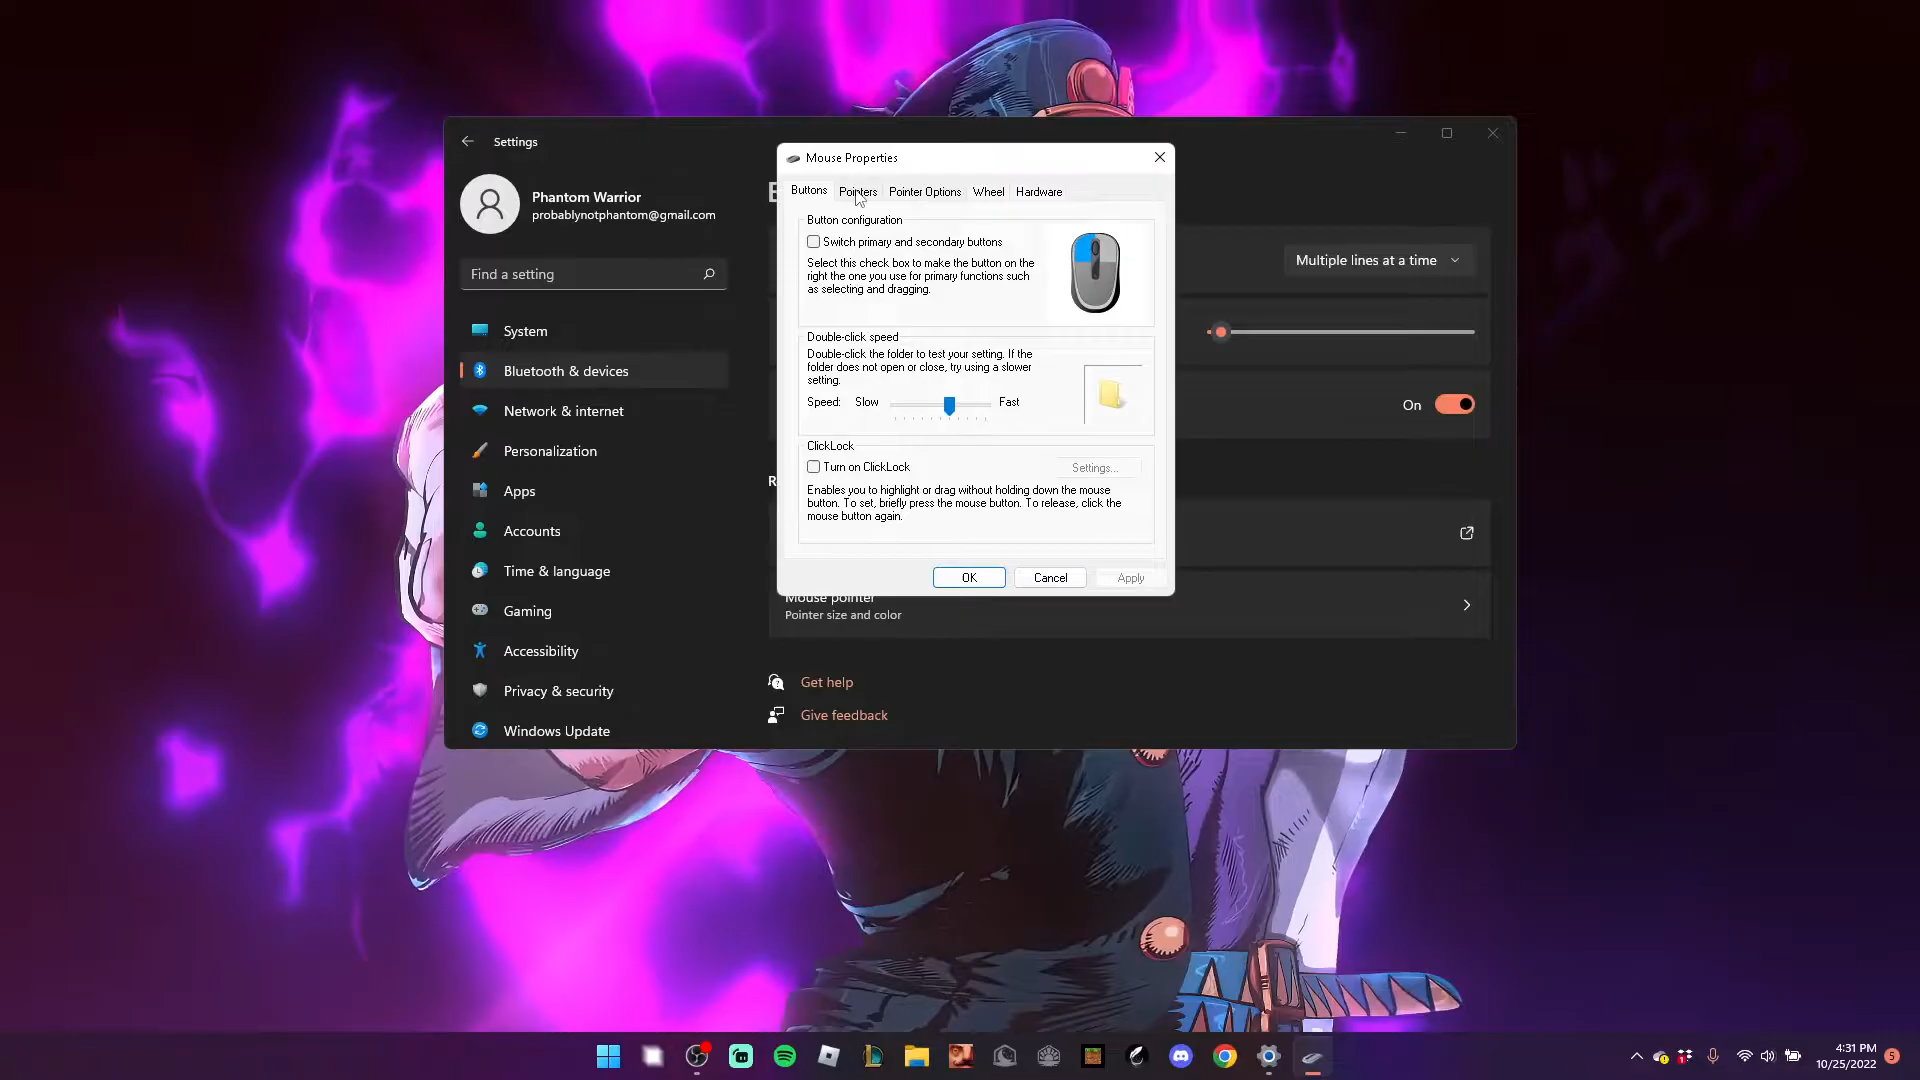 Settings
Phantom Warrior
probablynotphantom@gmail.com
Find a setting
System
Bluetooth & devices
Network & internet
Personalization
Apps
Accounts
Time & language
Gaming
Accessibility
Privacy & security
Windows Update
Mouse Properties
Buttons Pointers Pointer Options Wheel Hardware
Button configuration
Switch primary and secondary buttons
Select this check box to make the button on the
right the one you use for primary functions such
as selecting and dragging.
Double-click speed
Double-click the folder to test your setting. If the
folder does not open or close, try using a slower
setting.
Speed: Slow Fast
ClickLock
Turn on ClickLock
Settings...
Enables you to highlight or drag without holding down the mouse
button. To set, briefly press the mouse button. To release, click the
mouse button again.
OK Cancel Apply
Multiple lines at a time
On
R
Mouse pointer
Pointer size and color
Get help
Give feedback
4:31 PM
10/25/2022
5